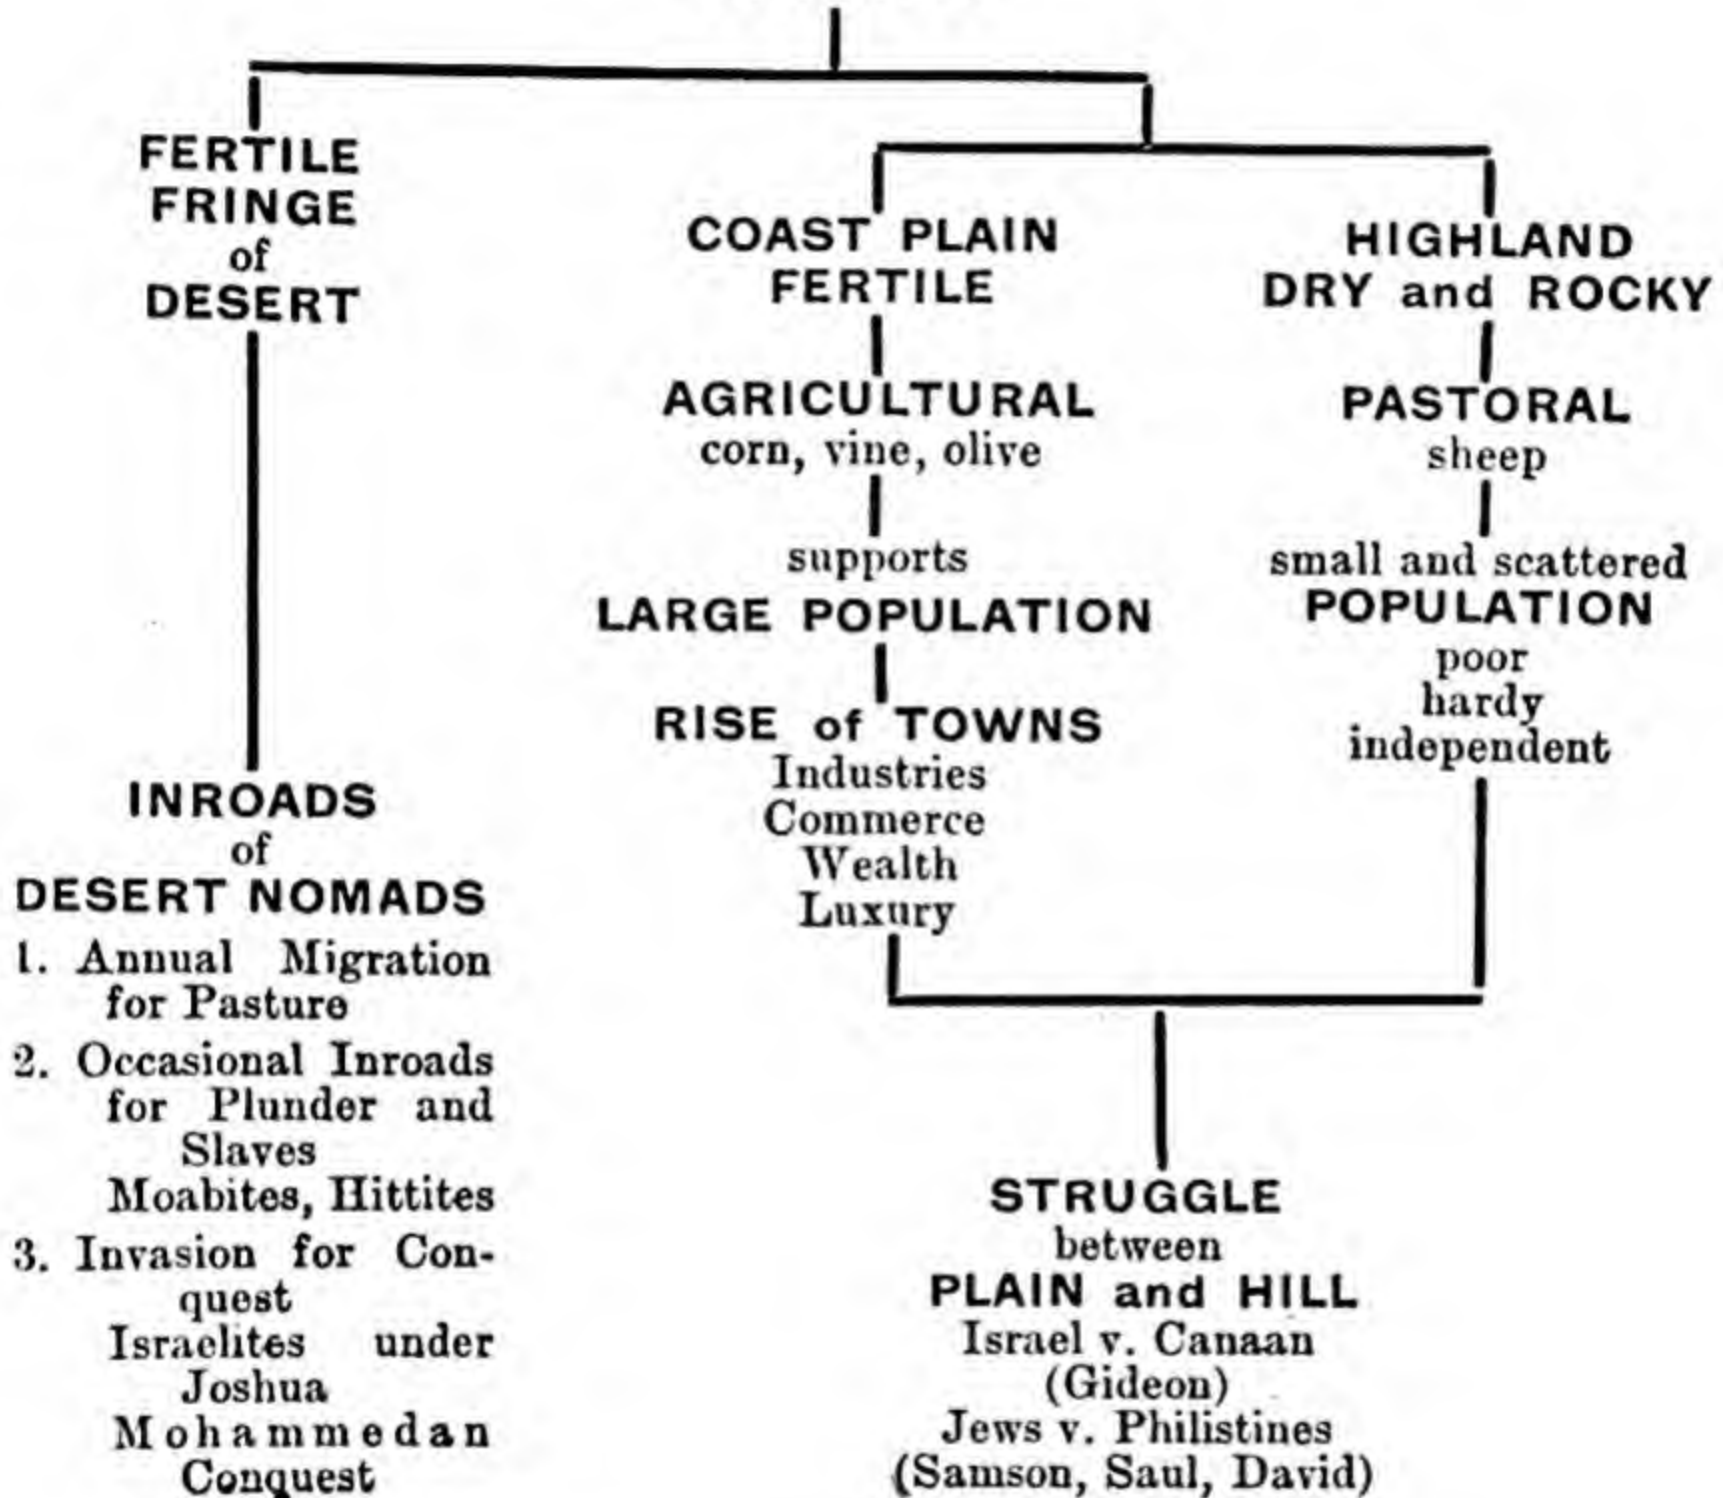 FERTILE
FRINGE
of
DESERT
INROADS
of
DESERT NOMADS
1. Annual Migration
for Pasture
2. Occasional Inroads
for Plunder and
Slaves
Moabites, Hittites
3. Invasion for Con-
quest
Israelites under
Joshua
Mohammedan
Conquest
COAST PLAIN
FERTILE
AGRICULTURAL
corn, vine, olive
supports
LARGE POPULATION
RISE of TOWNS
Industries
Commerce
Wealth
Luxury
HIGHLAND
DRY and ROCKY
PASTORAL
sheep
small and scattered
POPULATION
poor
hardy
independent
STRUGGLE
between
PLAIN and HILL
Israel v. Canaan
(Gideon)
Jews v. Philistines
(Samson, Saul, David)